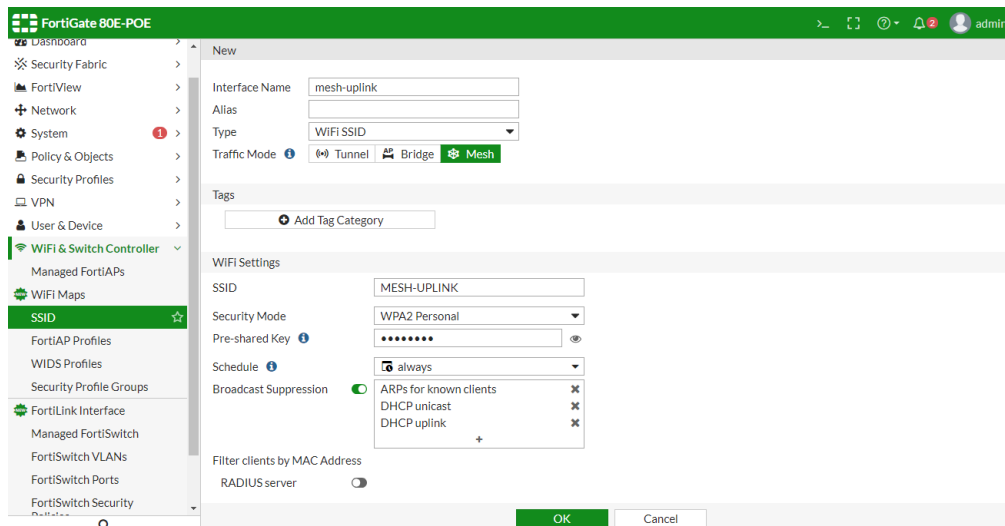 FortiGate 80E-POE
>_
2
admin
Dashboard
Security Fabric
FortiView
Network
System 1
Policy & Objects
Security Profiles
VPN
User & Device
WiFi & Switch Controller
Managed FortiAPs
WiFi Maps
SSID
FortiAP Profiles
WIDS Profiles
Security Profile Groups
FortiLink Interface
Managed FortiSwitch
FortiSwitch VLANs
FortiSwitch Ports
FortiSwitch Security
Policies
New
Interface Name mesh-uplink
Alias
Type WiFi SSID
Traffic Mode Tunnel Bridge Mesh
Tags
Add Tag Category
WiFi Settings
SSID MESH-UPLINK
Security Mode WPA2 Personal
Pre-shared Key ••••••••
Schedule always
Broadcast Suppression ARPs for known clients
DHCP unicast
DHCP uplink
+
Filter clients by MAC Address
RADIUS server
OK Cancel